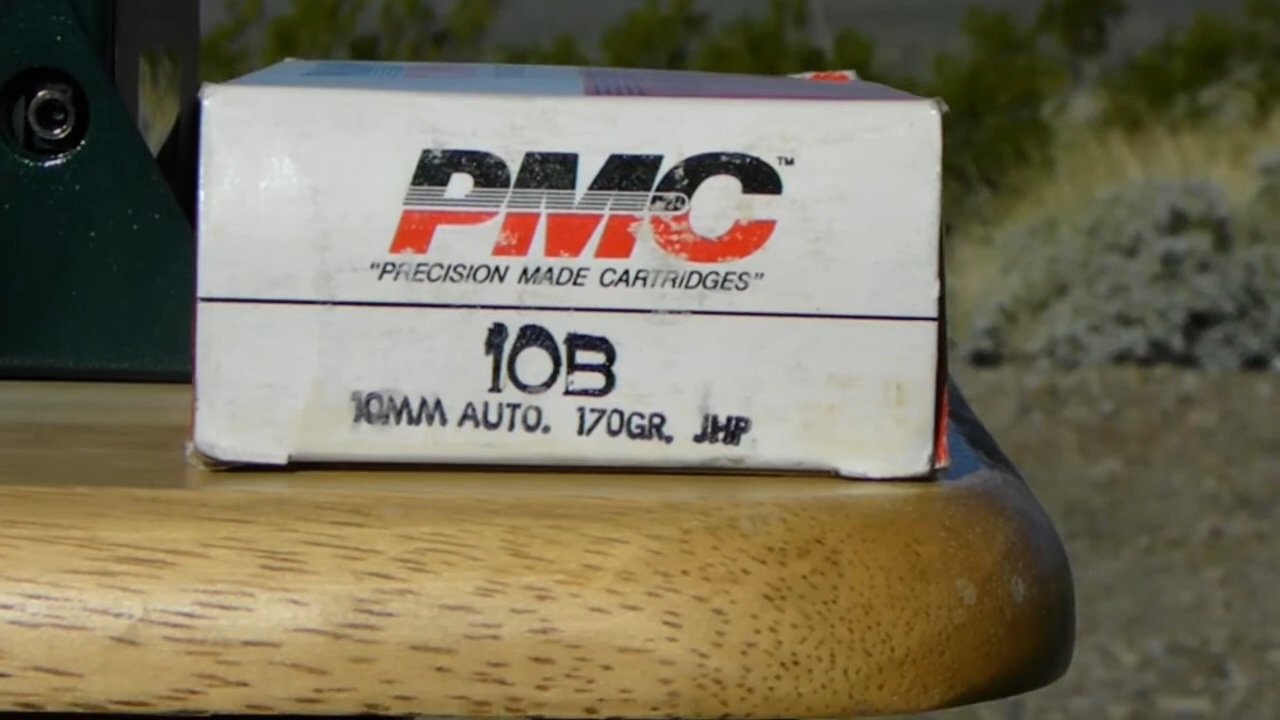 PMC™
"PRECISION MADE CARTRIDGES"
10B
10MM AUTO. 170GR. JHP